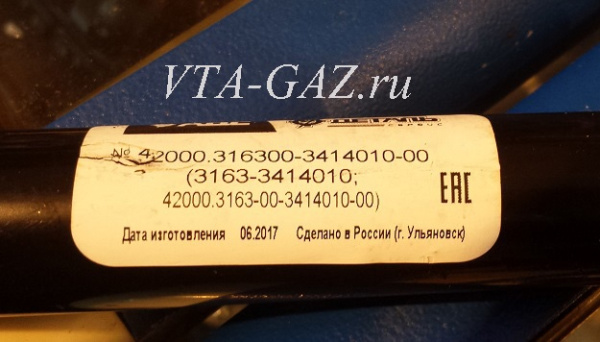 VTA-GAZ.ru
СЕРВИС
№ 42000.316300-3414010-00
(3163-3414010;
42000.3163-00-3414010-00)
EAC
Дата изготовления 06.2017 Сделано в России (г. Ульяновск)